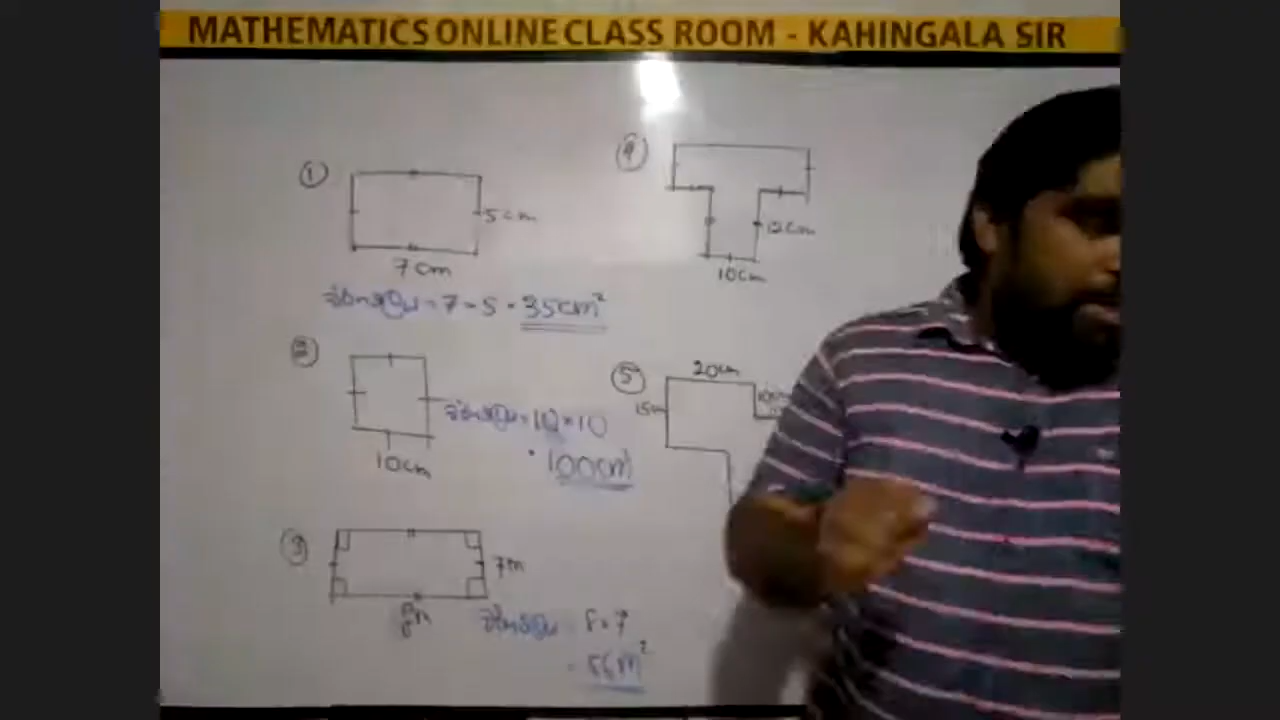 MATHEMATICS ONLINE CLASS ROOM - KAHINGALA SIR
①
5cm
7cm
වර්ගඵලය = 7 × 5 = 35cm²
②
වර්ගඵලය = 10 × 10
= 100cm²
10cm
③
7m
8m
වර්ගඵලය = 8 × 7
= 56m²
④
12cm
10cm
⑤
20cm
15cm